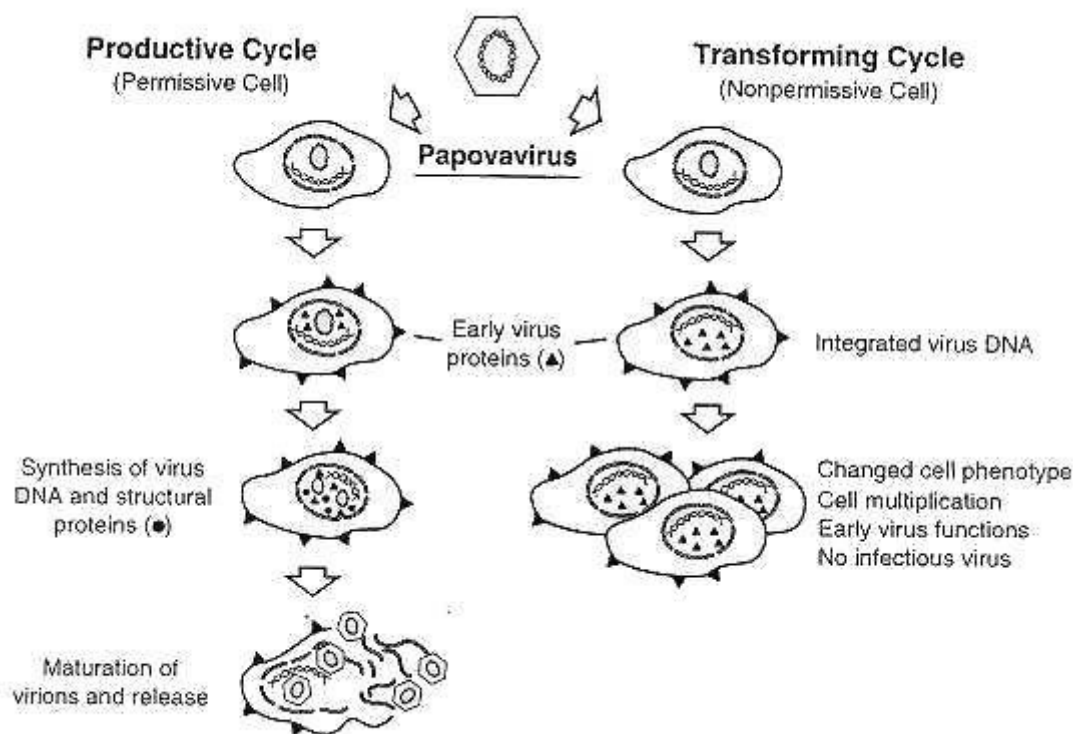 Productive Cycle
(Permissive Cell)
Transforming Cycle
(Nonpermissive Cell)
Papovavirus
Early virus
proteins (▲)
Integrated virus DNA
Synthesis of virus
DNA and structural
proteins (●)
Changed cell phenotype
Cell multiplication
Early virus functions
No infectious virus
Maturation of
virions and release